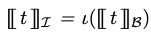 ⟦ t ⟧_ℐ = ι(⟦ t ⟧_ℬ)